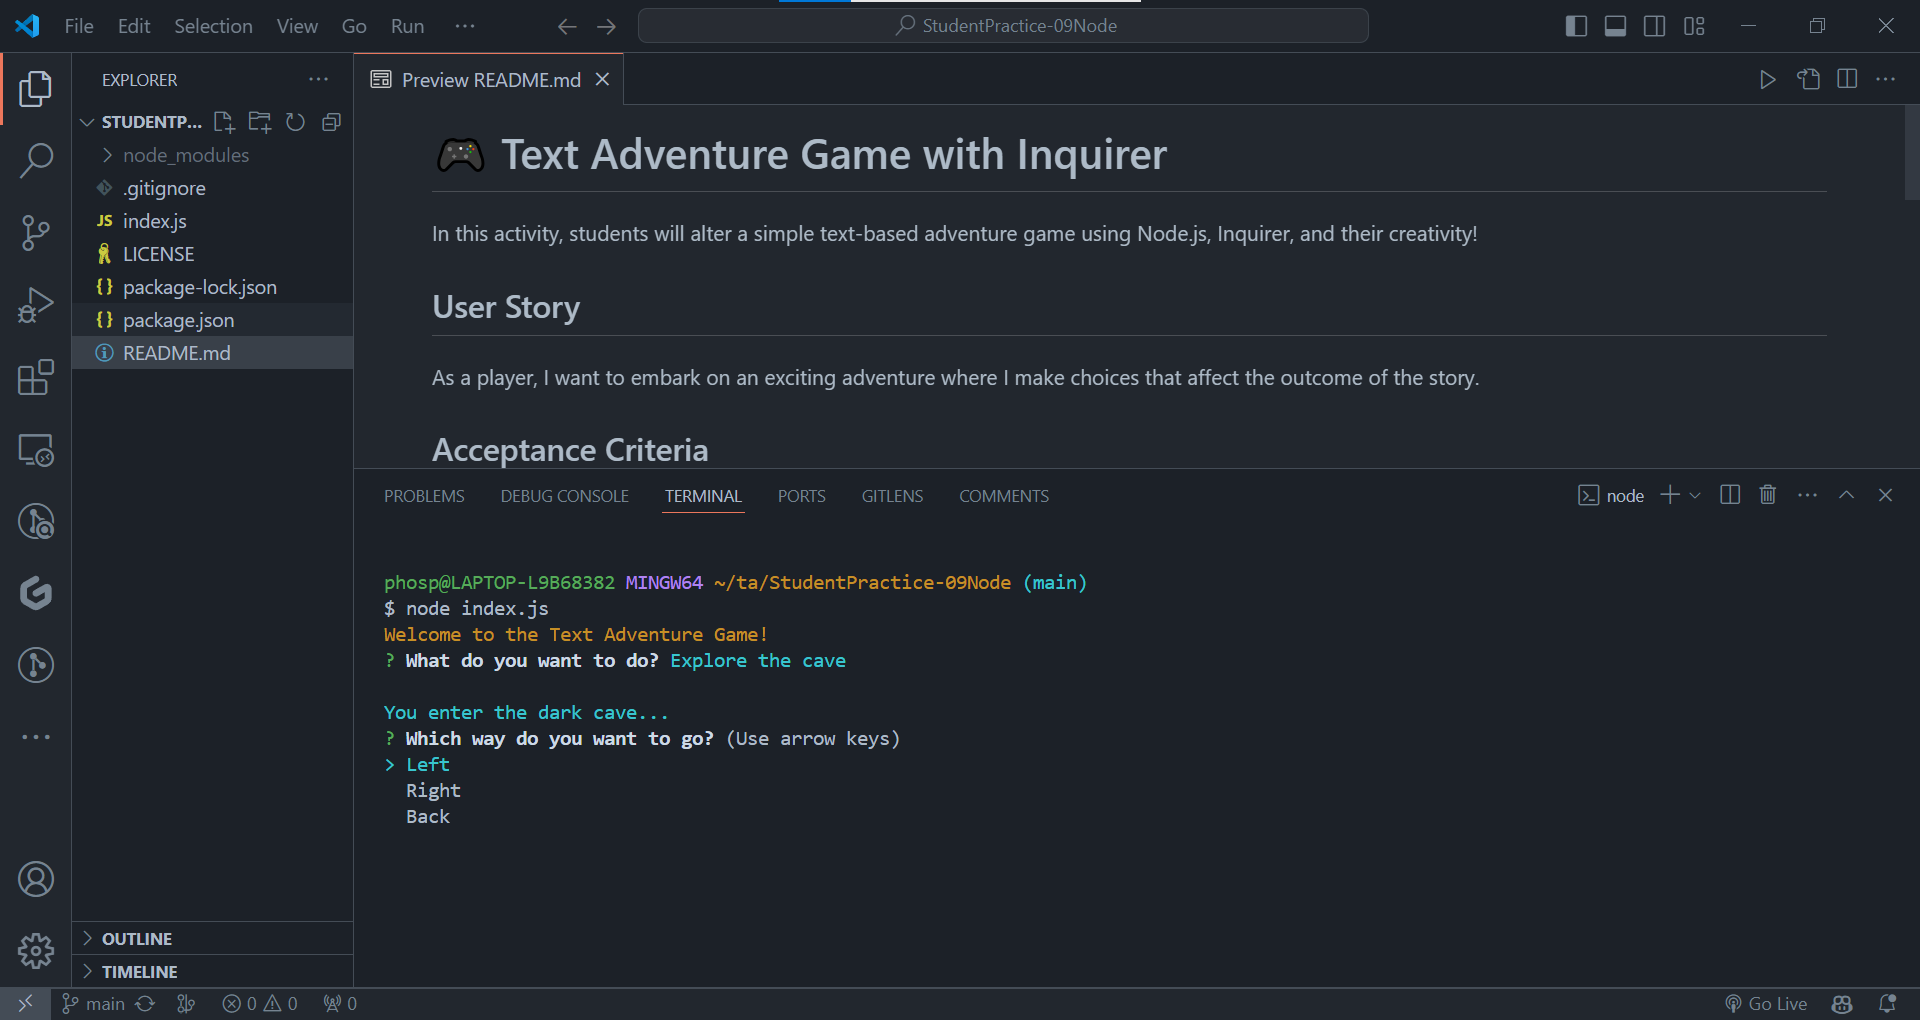 File Edit Selection View Go Run ···
StudentPractice-09Node
EXPLORER
STUDENTP...
node_modules
.gitignore
JS index.js
LICENSE
{} package-lock.json
{} package.json
README.md
OUTLINE
TIMELINE
Preview README.md
Text Adventure Game with Inquirer
In this activity, students will alter a simple text-based adventure game using Node.js, Inquirer, and their creativity!
User Story
As a player, I want to embark on an exciting adventure where I make choices that affect the outcome of the story.
Acceptance Criteria
PROBLEMS DEBUG CONSOLE TERMINAL PORTS GITLENS COMMENTS
node
phosp@LAPTOP-L9B68382 MINGW64 ~/ta/StudentPractice-09Node (main)
$ node index.js
Welcome to the Text Adventure Game!
? What do you want to do? Explore the cave
You enter the dark cave...
? Which way do you want to go? (Use arrow keys)
> Left
Right
Back
main 0 0 0 Go Live